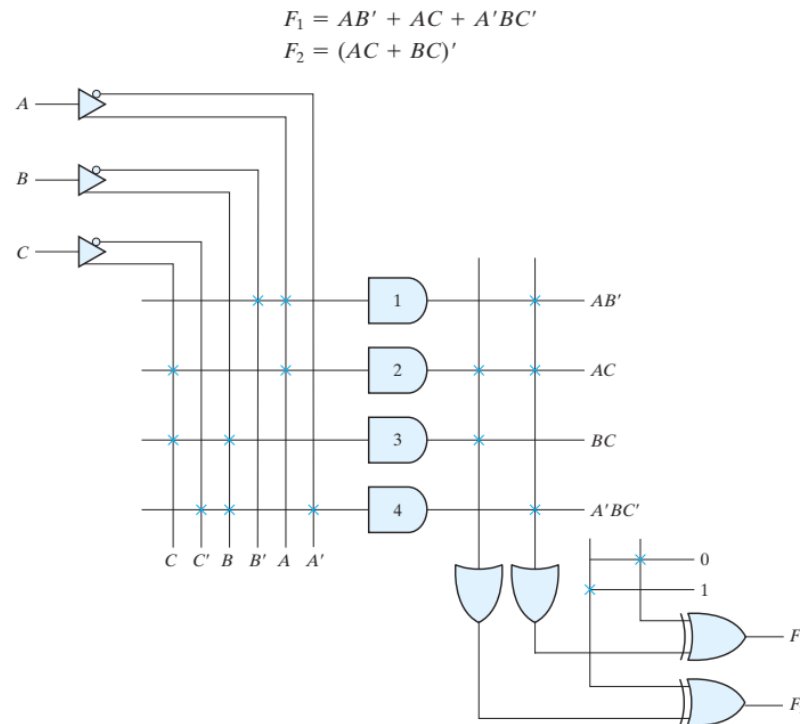 F₁ = AB′ + AC + A′BC′
F₂ = (AC + BC)′
A
B
C
1 AB′
2 AC
3 BC
4 A′BC′
C C′ B B′ A A′
0
1
F
F